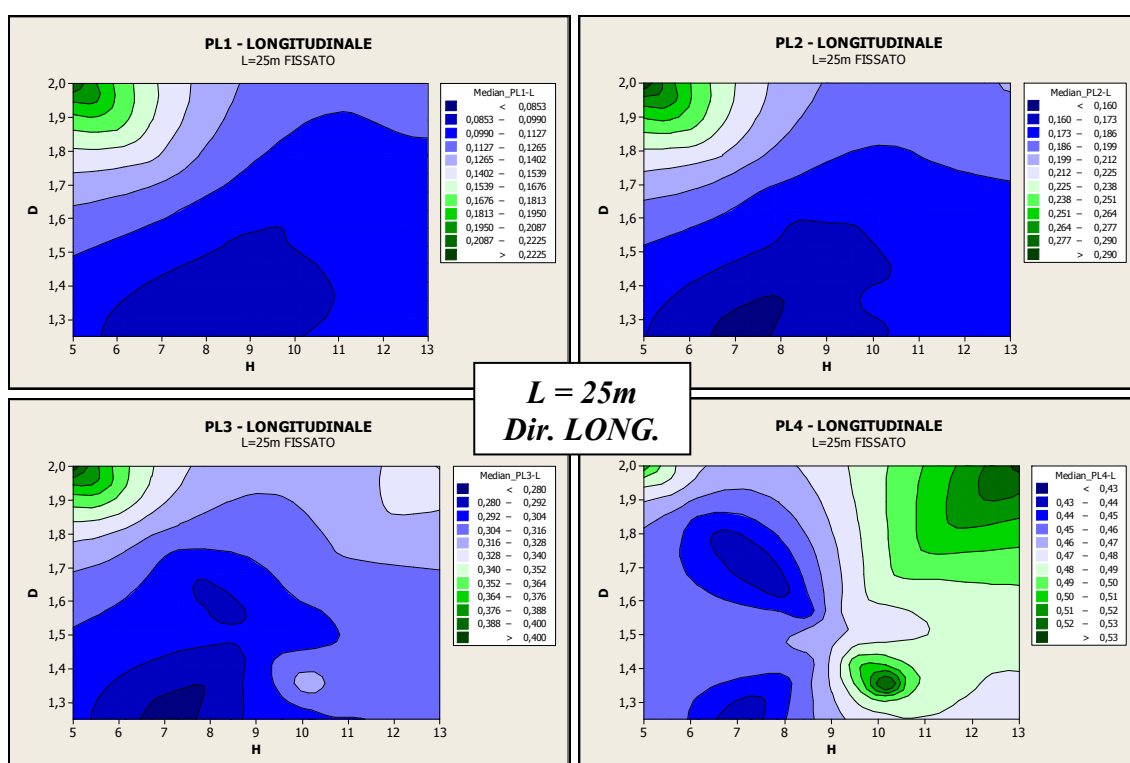 PL1 - LONGITUDINALE
L=25m FISSATO
2,0
1,9
1,8
1,7
1,6
1,5
1,4
1,3
D
5 6 7 8 9 10 11 12 13
H
Median_PL1-L
< 0,0853
0,0853 – 0,0990
0,0990 – 0,1127
0,1127 – 0,1265
0,1265 – 0,1402
0,1402 – 0,1539
0,1539 – 0,1676
0,1676 – 0,1813
0,1813 – 0,1950
0,1950 – 0,2087
0,2087 – 0,2225
> 0,2225
PL2 - LONGITUDINALE
L=25m FISSATO
2,0
1,9
1,8
1,7
1,6
1,5
1,4
1,3
D
5 6 7 8 9 10 11 12 13
H
Median_PL2-L
< 0,160
0,160 – 0,173
0,173 – 0,186
0,186 – 0,199
0,199 – 0,212
0,212 – 0,225
0,225 – 0,238
0,238 – 0,251
0,251 – 0,264
0,264 – 0,277
0,277 – 0,290
> 0,290
L = 25m
Dir. LONG.
PL3 - LONGITUDINALE
L=25m FISSATO
2,0
1,9
1,8
1,7
1,6
1,5
1,4
1,3
D
5 6 7 8 9 10 11 12 13
H
Median_PL3-L
< 0,280
0,280 – 0,292
0,292 – 0,304
0,304 – 0,316
0,316 – 0,328
0,328 – 0,340
0,340 – 0,352
0,352 – 0,364
0,364 – 0,376
0,376 – 0,388
0,388 – 0,400
> 0,400
PL4 - LONGITUDINALE
L=25m FISSATO
2,0
1,9
1,8
1,7
1,6
1,5
1,4
1,3
D
5 6 7 8 9 10 11 12 13
H
Median_PL4-L
< 0,43
0,43 – 0,44
0,44 – 0,45
0,45 – 0,46
0,46 – 0,47
0,47 – 0,48
0,48 – 0,49
0,49 – 0,50
0,50 – 0,51
0,51 – 0,52
0,52 – 0,53
> 0,53